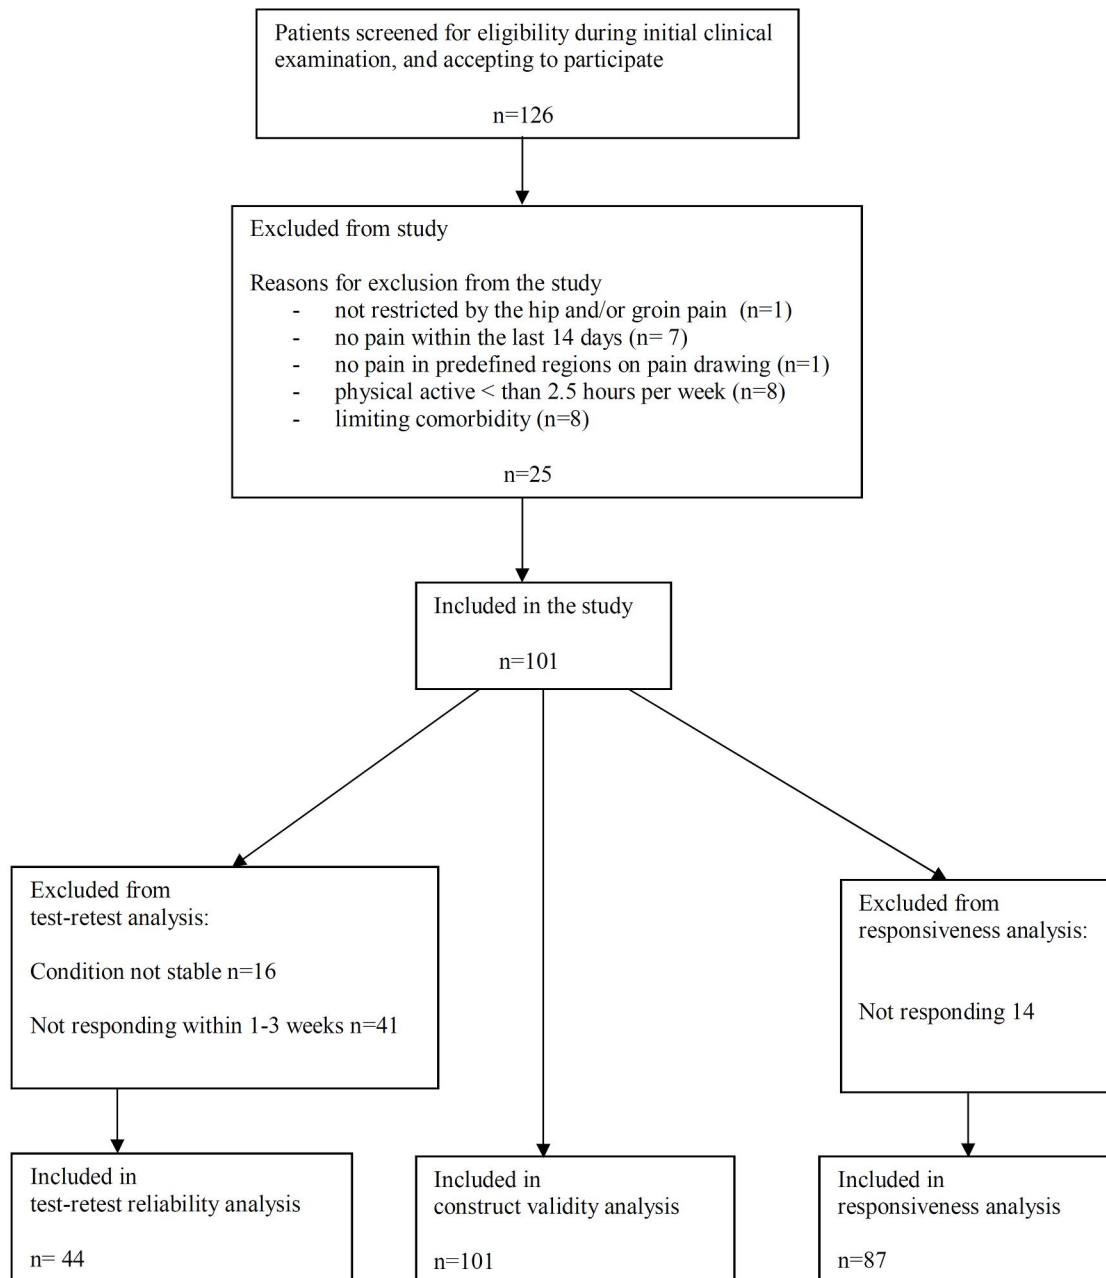 Patients screened for eligibility during initial clinical
examination, and accepting to participate
n=126
Excluded from study
Reasons for exclusion from the study
- not restricted by the hip and/or groin pain (n=1)
- no pain within the last 14 days (n= 7)
- no pain in predefined regions on pain drawing (n=1)
- physical active < than 2.5 hours per week (n=8)
- limiting comorbidity (n=8)
n=25
Included in the study
n=101
Excluded from
test-retest analysis:
Condition not stable n=16
Not responding within 1-3 weeks n=41
Excluded from
responsiveness analysis:
Not responding 14
Included in
test-retest reliability analysis
n= 44
Included in
construct validity analysis
n=101
Included in
responsiveness analysis
n=87